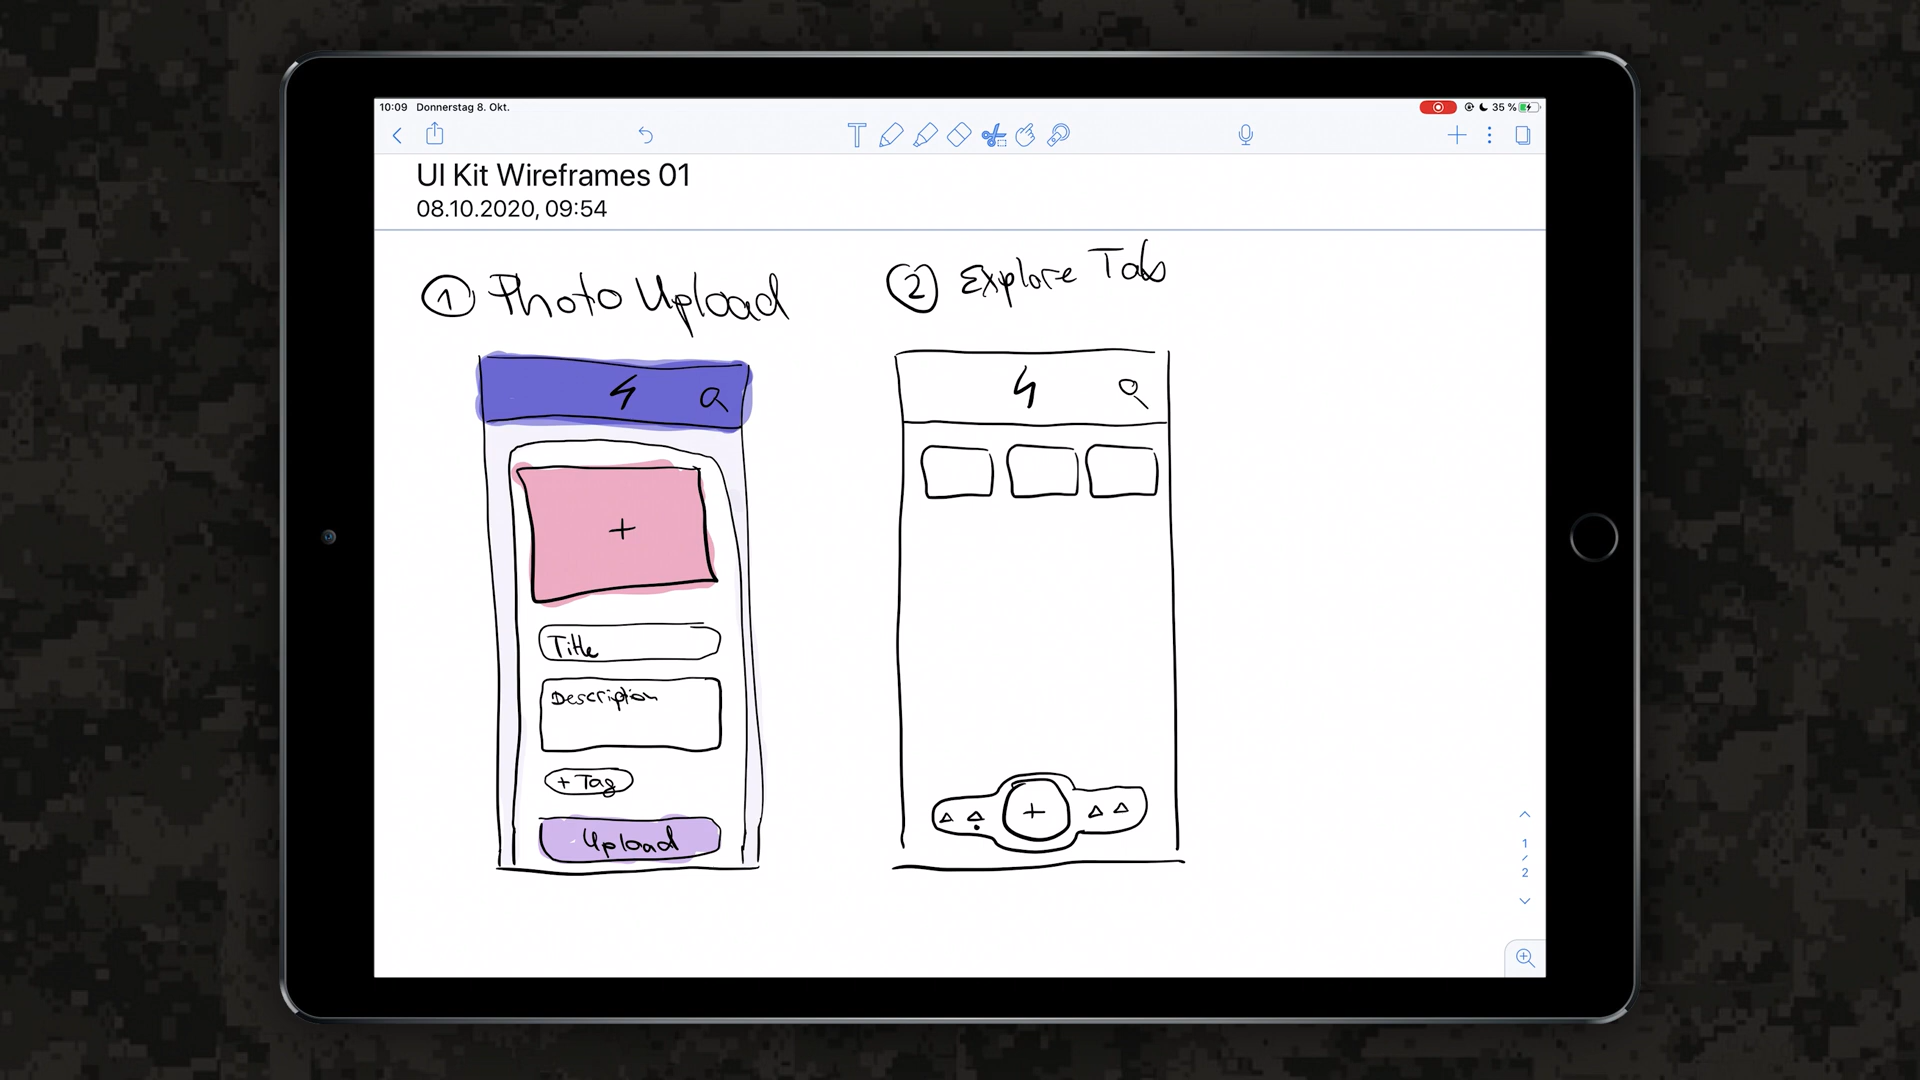 10:09 Donnerstag 8. Okt.
35 %
T
UI Kit Wireframes 01
08.10.2020, 09:54
1 Photo Upload
2 Explore Tab
+
Title
Description
+ Tag
Upload
+
1
/
2